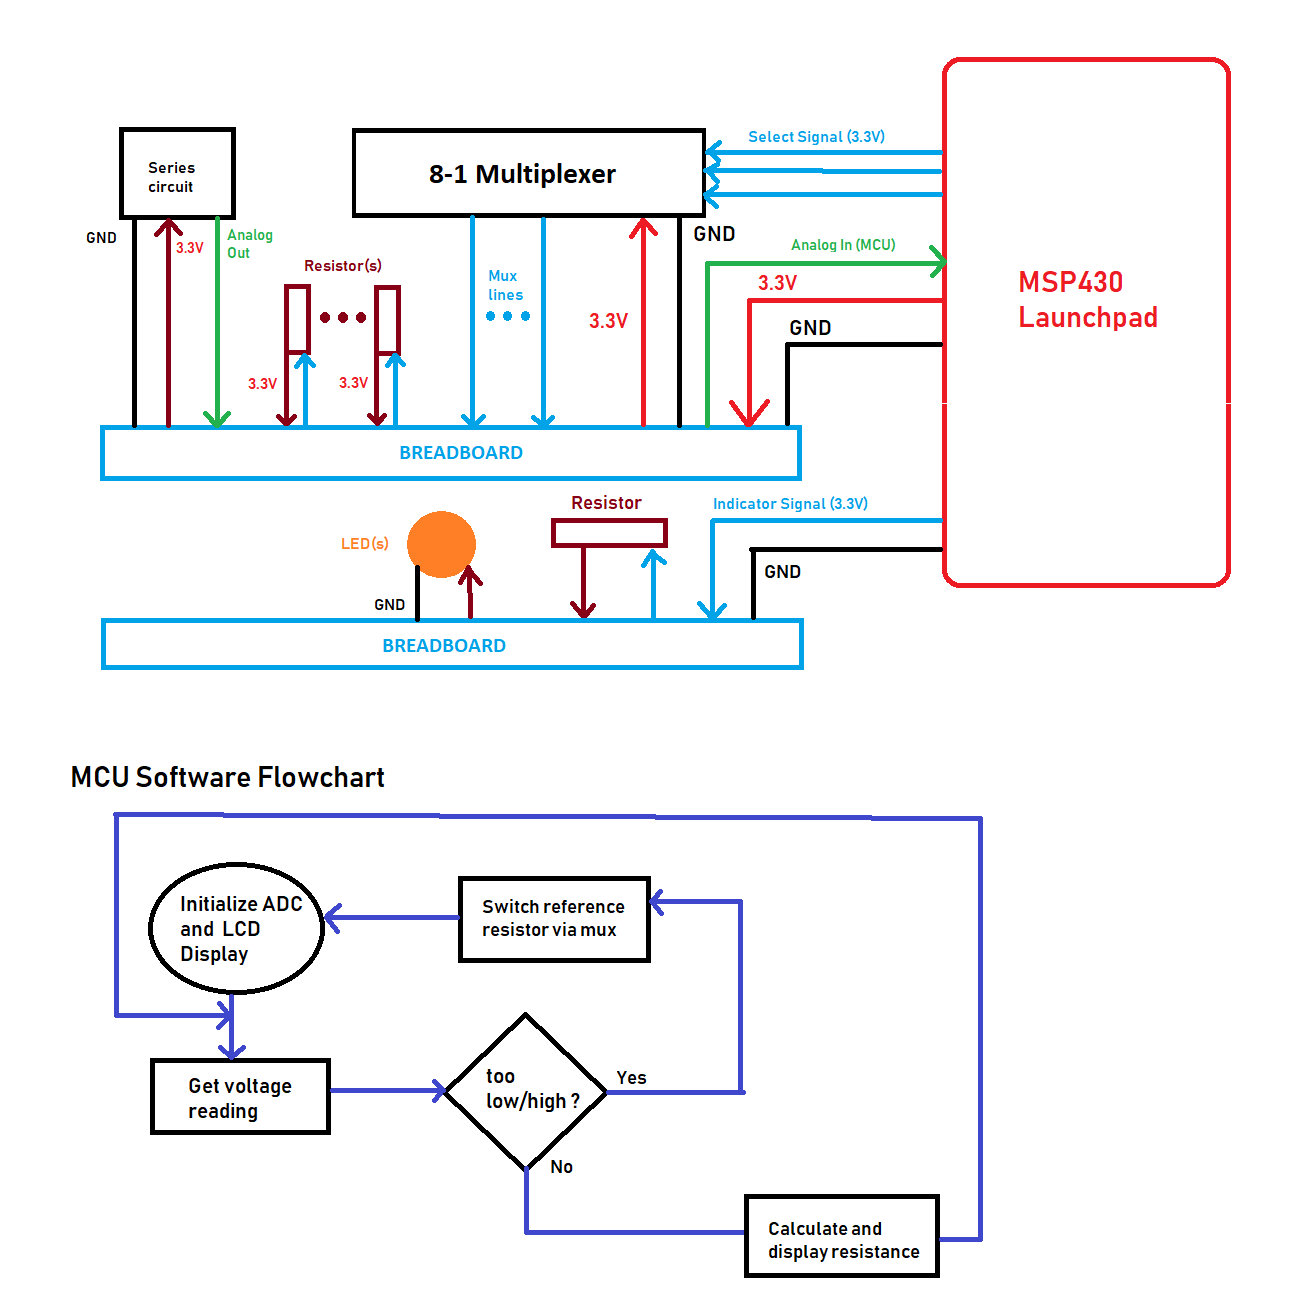 Select Signal (3.3V)
Series
circuit
8-1 Multiplexer
GND
3.3V
Analog
Out
GND
Analog In (MCU)
Resistor(s)
Mux
lines
3.3V
MSP430
Launchpad
3.3V
GND
3.3V
3.3V
BREADBOARD
Resistor
Indicator Signal (3.3V)
LED(s)
GND
GND
BREADBOARD
MCU Software Flowchart
Initialize ADC
and LCD
Display
Switch reference
resistor via mux
Get voltage
reading
too
low/high ?
Yes
No
Calculate and
display resistance